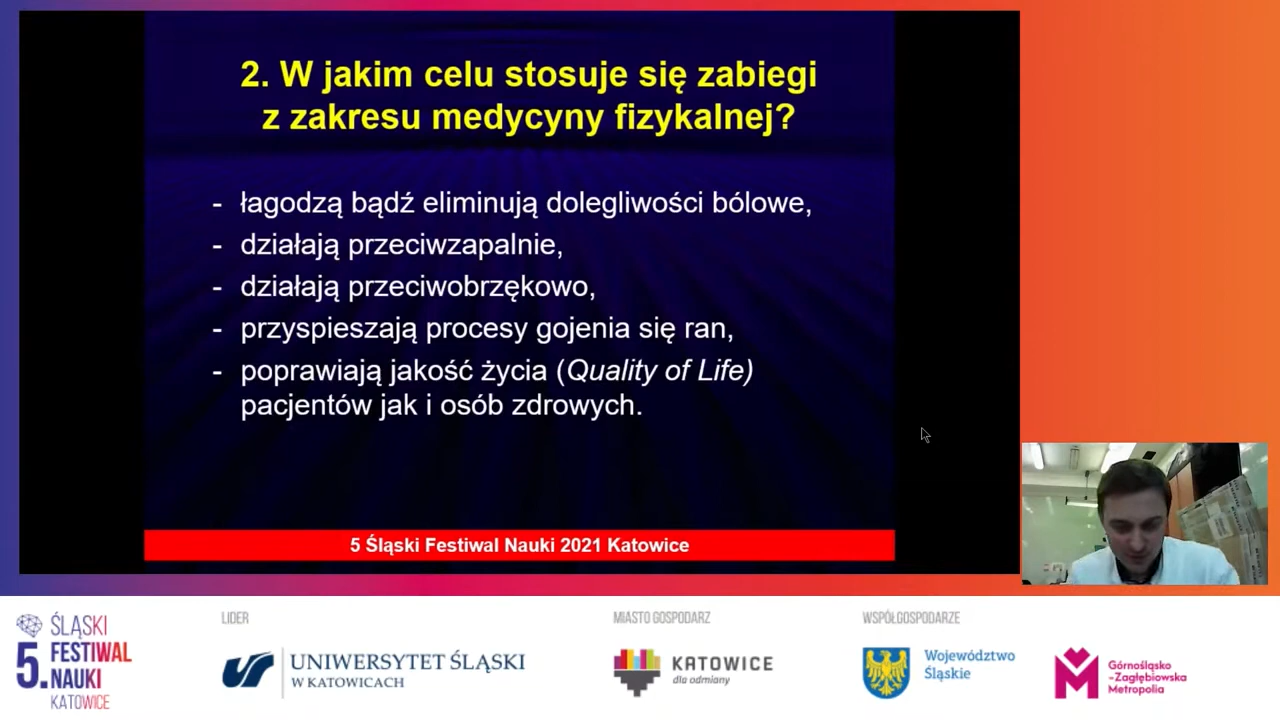 2. W jakim celu stosuje się zabiegi
z zakresu medycyny fizykalnej?
- łagodzą bądź eliminują dolegliwości bólowe,
- działają przeciwzapalnie,
- działają przeciwobrzękowo,
- przyspieszają procesy gojenia się ran,
- poprawiają jakość życia (Quality of Life)
pacjentów jak i osób zdrowych.
5 Śląski Festiwal Nauki 2021 Katowice
5. ŚLĄSKI
FESTIWAL
NAUKI
KATOWICE
LIDER
UNIWERSYTET ŚLĄSKI
W KATOWICACH
MIASTO GOSPODARZ
KATOWICE
dla odmiany
WSPÓŁGOSPODARZE
Województwo
Śląskie
Górnośląsko
-Zagłębiowska
Metropolia